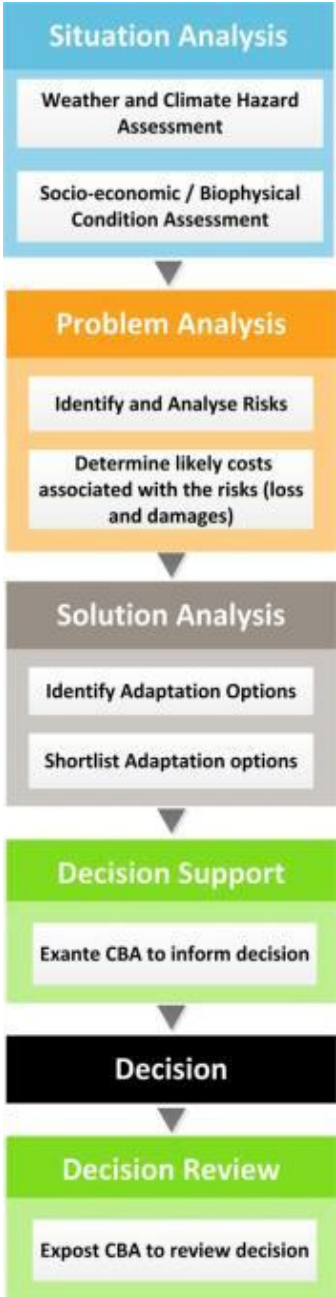 Situation Analysis
Weather and Climate Hazard
Assessment
Socio-economic / Biophysical
Condition Assessment
Problem Analysis
Identify and Analyse Risks
Determine likely costs
associated with the risks (loss
and damages)
Solution Analysis
Identify Adaptation Options
Shortlist Adaptation options
Decision Support
Exante CBA to inform decision
Decision
Decision Review
Expost CBA to review decision